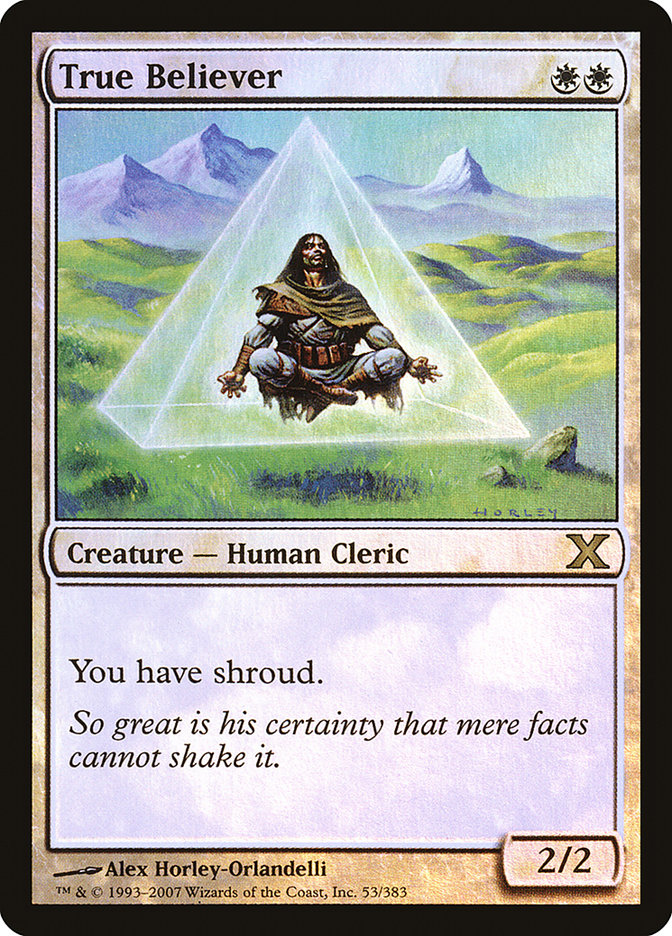 True Believer
HORLEY
Creature — Human Cleric
X
You have shroud.
So great is his certainty that mere facts
cannot shake it.
2/2
Alex Horley-Orlandelli
™ & © 1993–2007 Wizards of the Coast, Inc. 53/383